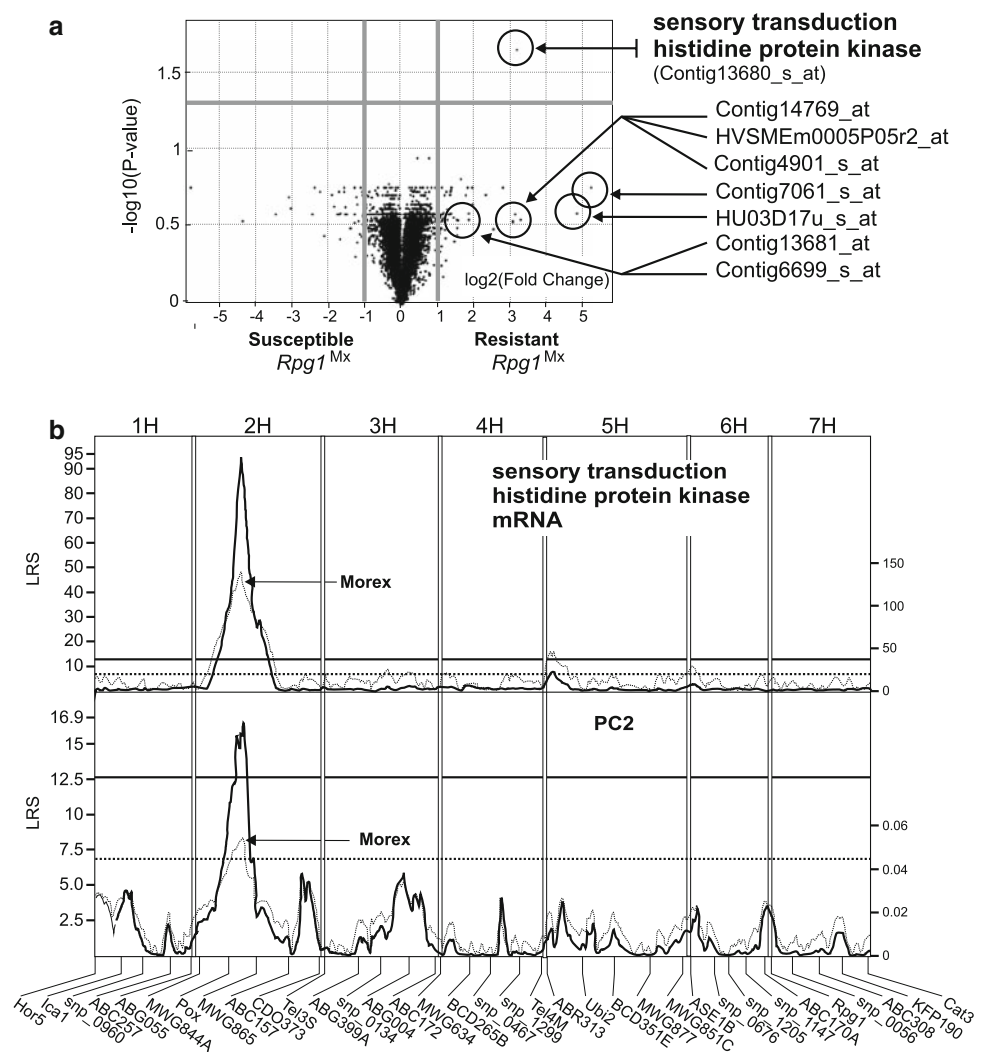 a
sensory transduction
histidine protein kinase
(Contig13680_s_at)
Contig14769_at
HVSMEm0005P05r2_at
Contig4901_s_at
Contig7061_s_at
HU03D17u_s_at
Contig13681_at
Contig6699_s_at
-log10(P-value)
1.5
1
0.5
0
log2(Fold Change)
-5 -4 -3 -2 -1 0 1 2 3 4 5
Susceptible Resistant
Rpg1Mx Rpg1Mx
b
1H 2H 3H 4H 5H 6H 7H
sensory transduction
histidine protein kinase
mRNA
LRS
95
90
80
70
60
50
40
30
20
10
150
100
50
0
Morex
PC2
LRS
16.9
15
12.5
10
7.5
5.0
2.5
0.06
0.04
0.02
0
Morex
Hor5
Ica1
snp_0960
ABC257
ABG055
MWG844A
Pox
MWG865
ABC157
CDO373
Tel3S
ABG399A
snp_0134
ABG004
ABC172
MWG634
BCD265B
snp_0467
snp_1299
Tel4M
ABR313
Ubi2
BCD351E
MWG877
MWG851C
ASE1B
snp_0676
snp_1205
snp_1147
ABC170A
Rpg1
snp_0056
ABC308
KFP190
Cat3